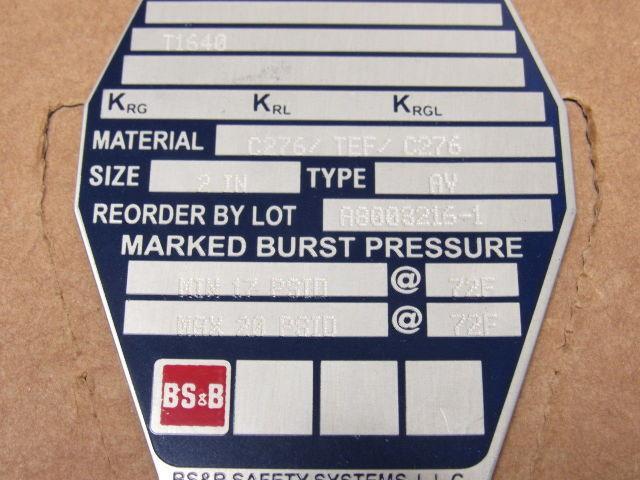 T1640
KRG KRL KRGL
MATERIAL C276/ TEF/ C276
SIZE 2 IN TYPE AV
REORDER BY LOT A8003216-1
MARKED BURST PRESSURE
MIN 17 PSID @ 72F
MAX 20 PSID @ 72F
BS&B
BS&B SAFETY SYSTEMS, L.L.C.